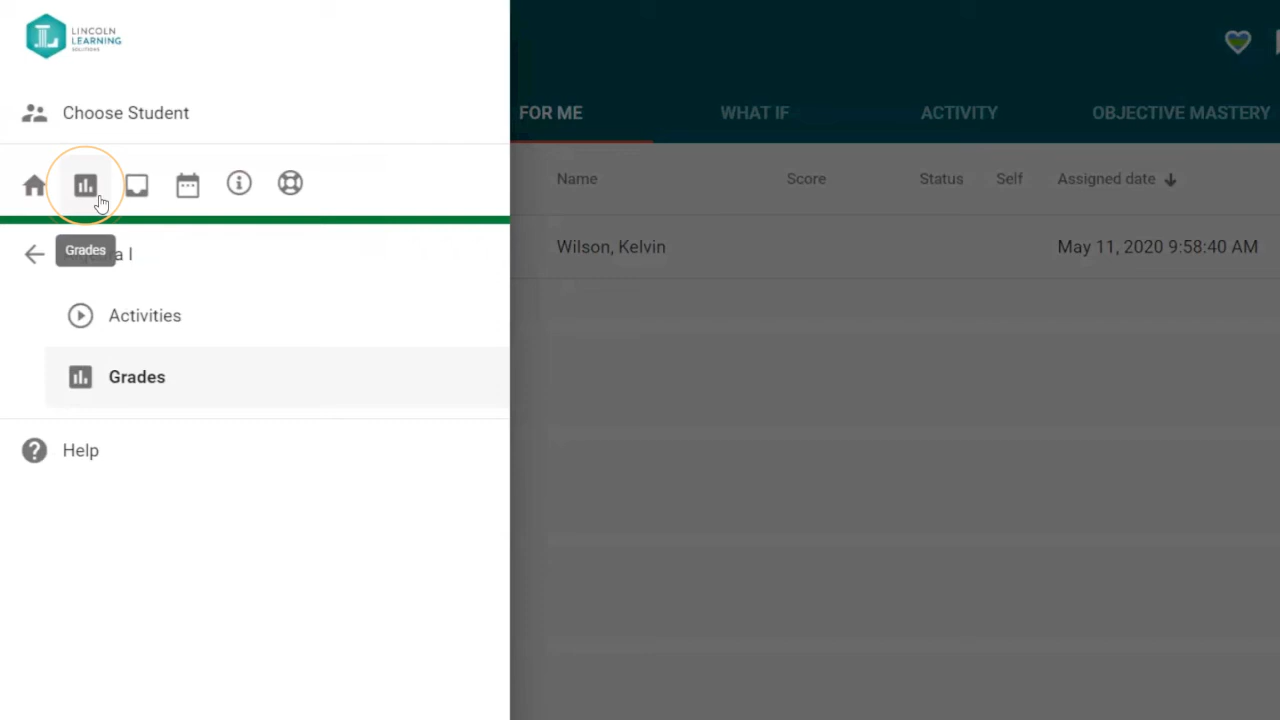 LINCOLN
LEARNING
SOLUTIONS
Choose Student
FOR ME
WHAT IF
ACTIVITY
OBJECTIVE MASTERY
Name
Score
Status
Self
Assigned date
Grades
a I
Wilson, Kelvin
May 11, 2020 9:58:40 AM
Activities
Grades
Help